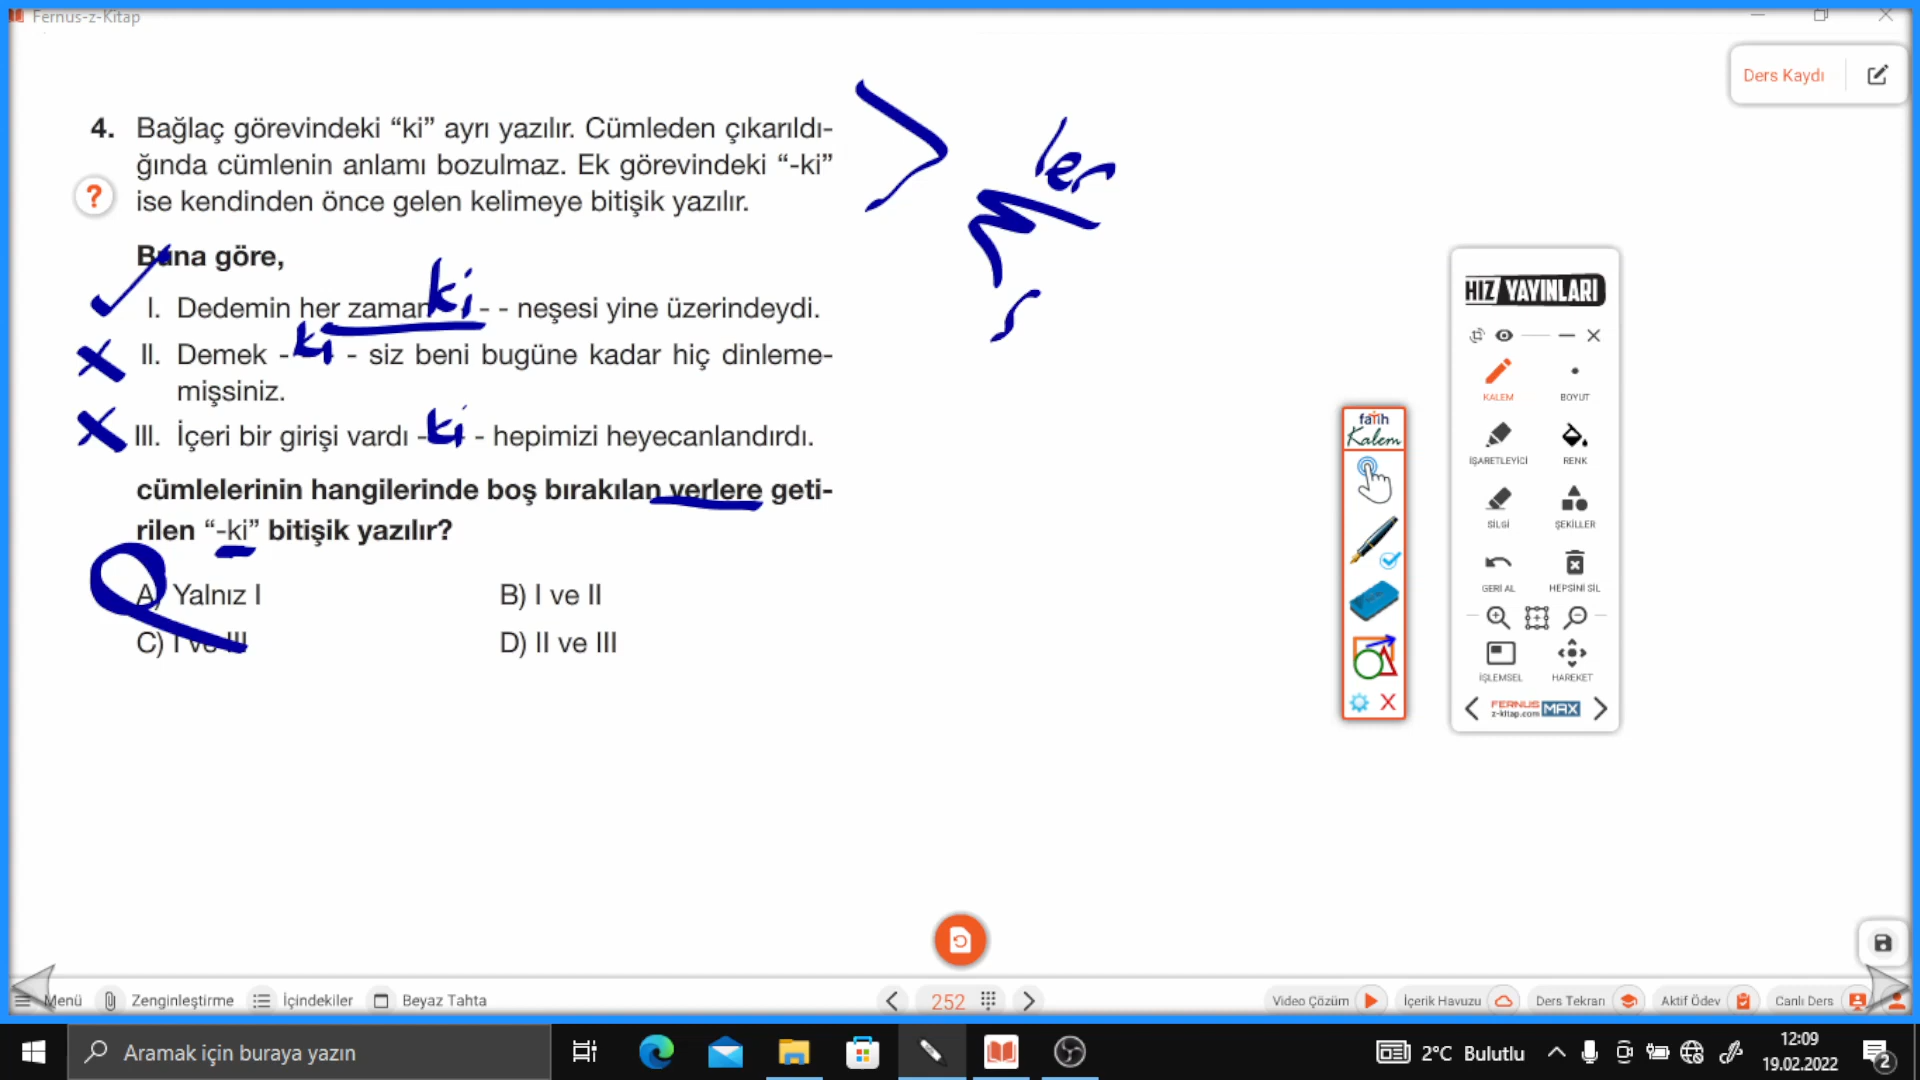 Fernus-z-Kitap
Ders Kaydı
4. Bağlaç görevindeki “ki” ayrı yazılır. Cümleden çıkarıldı-
ğında cümlenin anlamı bozulmaz. Ek görevindeki “-ki”
ise kendinden önce gelen kelimeye bitişik yazılır.
?
ler
Buna göre,
I. Dedemin her zaman ki - - neşesi yine üzerindeydi.
II. Demek - ki - siz beni bugüne kadar hiç dinleme-
mişsiniz.
III. İçeri bir girişi vardı - ki - hepimizi heyecanlandırdı.
cümlelerinin hangilerinde boş bırakılan yerlere geti-
rilen “-ki” bitişik yazılır?
A) Yalnız I
B) I ve II
C) I ve III
D) II ve III
fatih
Kalem
HIZ YAYINLARI
KALEM
BOYUT
İŞARETLEYİCİ
RENK
SİLGİ
ŞEKİLLER
GERİ AL
HEPSİNİ SİL
İŞLEMSEL
HAREKET
FERNUS
z-kitap.com
MAX
Menü
Zenginleştirme
İçindekiler
Beyaz Tahta
252
Video Çözüm
İçerik Havuzu
Ders Tekrarı
Aktif Ödev
Canlı Ders
Aramak için buraya yazın
2°C Bulutlu
12:09
19.02.2022
2